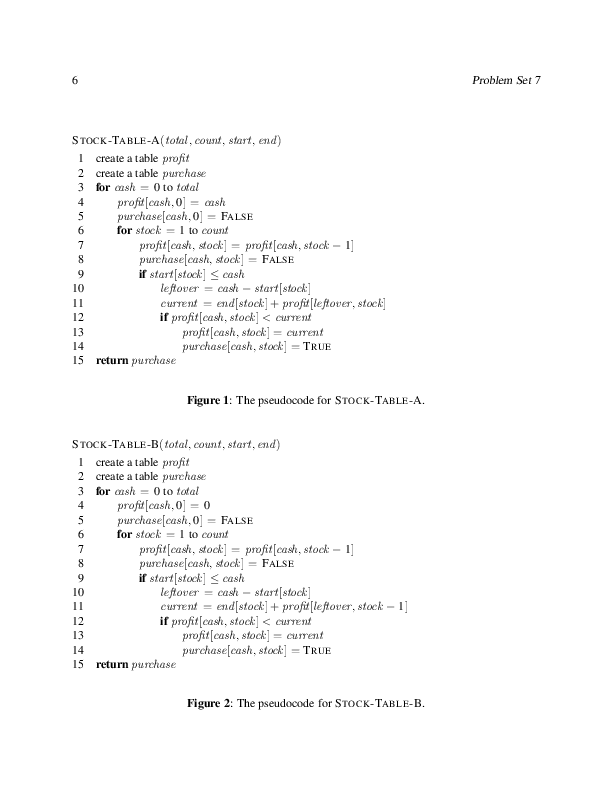 6 Problem Set 7
STOCK-TABLE-A(total, count, start, end)
1 create a table profit
2 create a table purchase
3 for cash = 0 to total
4 profit[cash, 0] = cash
5 purchase[cash, 0] = FALSE
6 for stock = 1 to count
7 profit[cash, stock] = profit[cash, stock − 1]
8 purchase[cash, stock] = FALSE
9 if start[stock] ≤ cash
10 leftover = cash − start[stock]
11 current = end[stock] + profit[leftover, stock]
12 if profit[cash, stock] < current
13 profit[cash, stock] = current
14 purchase[cash, stock] = TRUE
15 return purchase
Figure 1: The pseudocode for STOCK-TABLE-A.
STOCK-TABLE-B(total, count, start, end)
1 create a table profit
2 create a table purchase
3 for cash = 0 to total
4 profit[cash, 0] = 0
5 purchase[cash, 0] = FALSE
6 for stock = 1 to count
7 profit[cash, stock] = profit[cash, stock − 1]
8 purchase[cash, stock] = FALSE
9 if start[stock] ≤ cash
10 leftover = cash − start[stock]
11 current = end[stock] + profit[leftover, stock − 1]
12 if profit[cash, stock] < current
13 profit[cash, stock] = current
14 purchase[cash, stock] = TRUE
15 return purchase
Figure 2: The pseudocode for STOCK-TABLE-B.